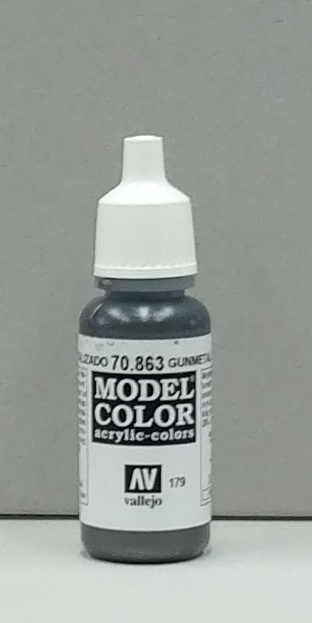 70.863 GUNMETAL
MODEL
COLOR
acrylic-colors
AV
179
vallejo